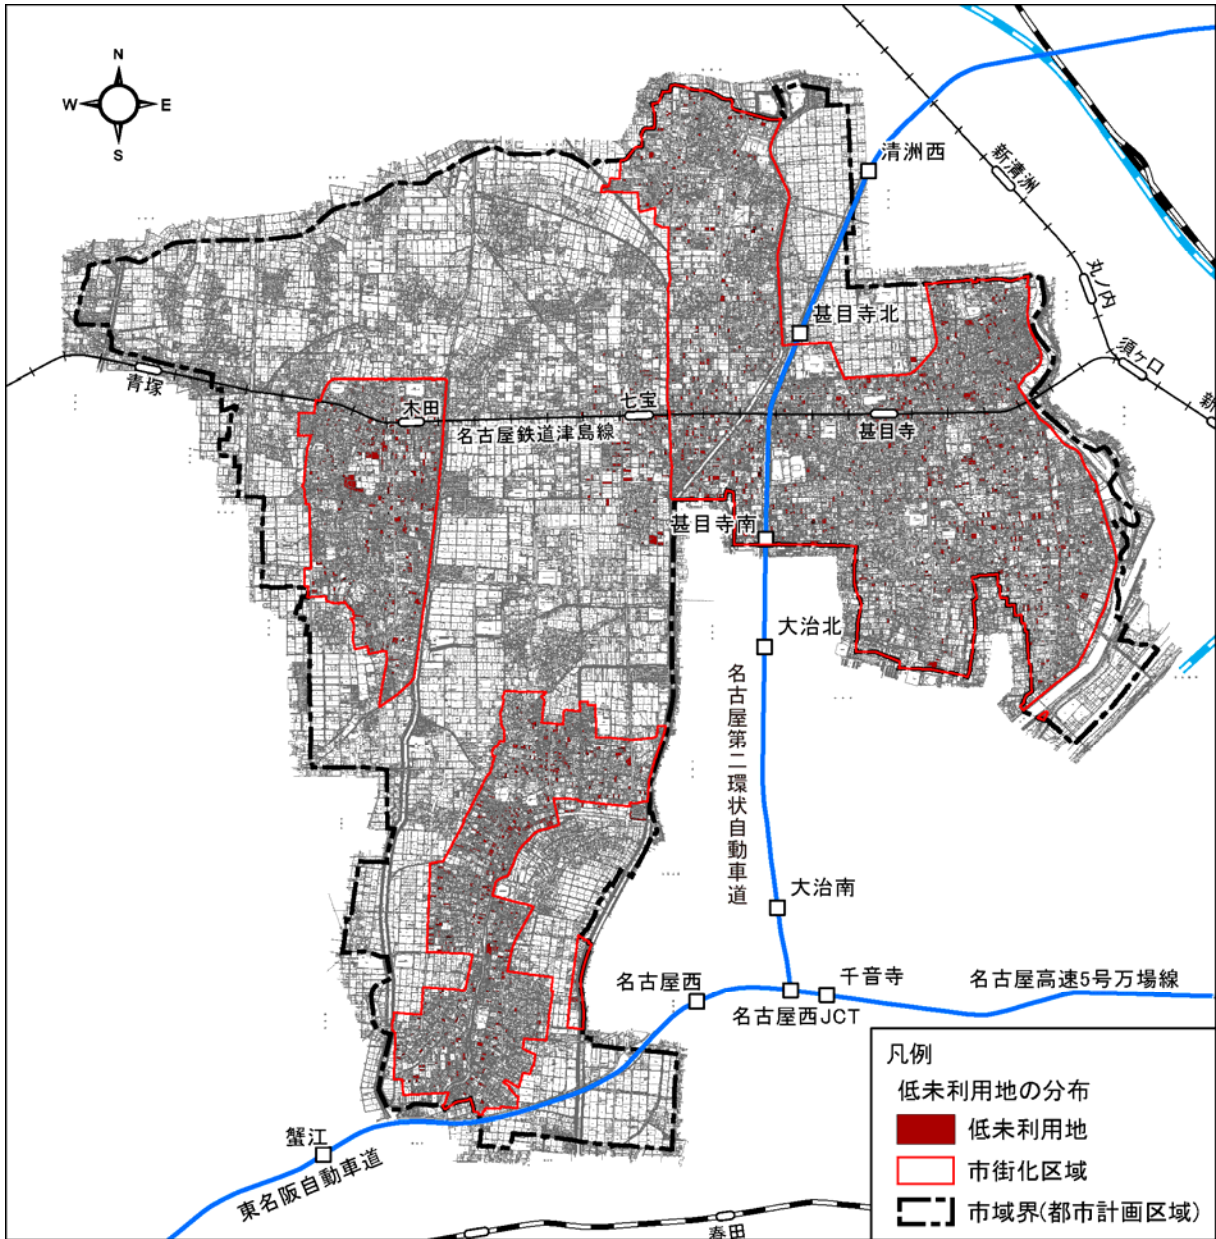 N
W
E
S
清洲西
新清洲
丸ノ内
須ヶ口
新
甚目寺北
青塚
木田
七宝
名古屋鉄道津島線
甚目寺
甚目寺南
大治北
名古屋第二環状自動車道
大治南
名古屋西
千音寺
名古屋高速5号万場線
名古屋西JCT
蟹江
東名阪自動車道
春田
凡例
低未利用地の分布
低未利用地
市街化区域
市域界(都市計画区域)